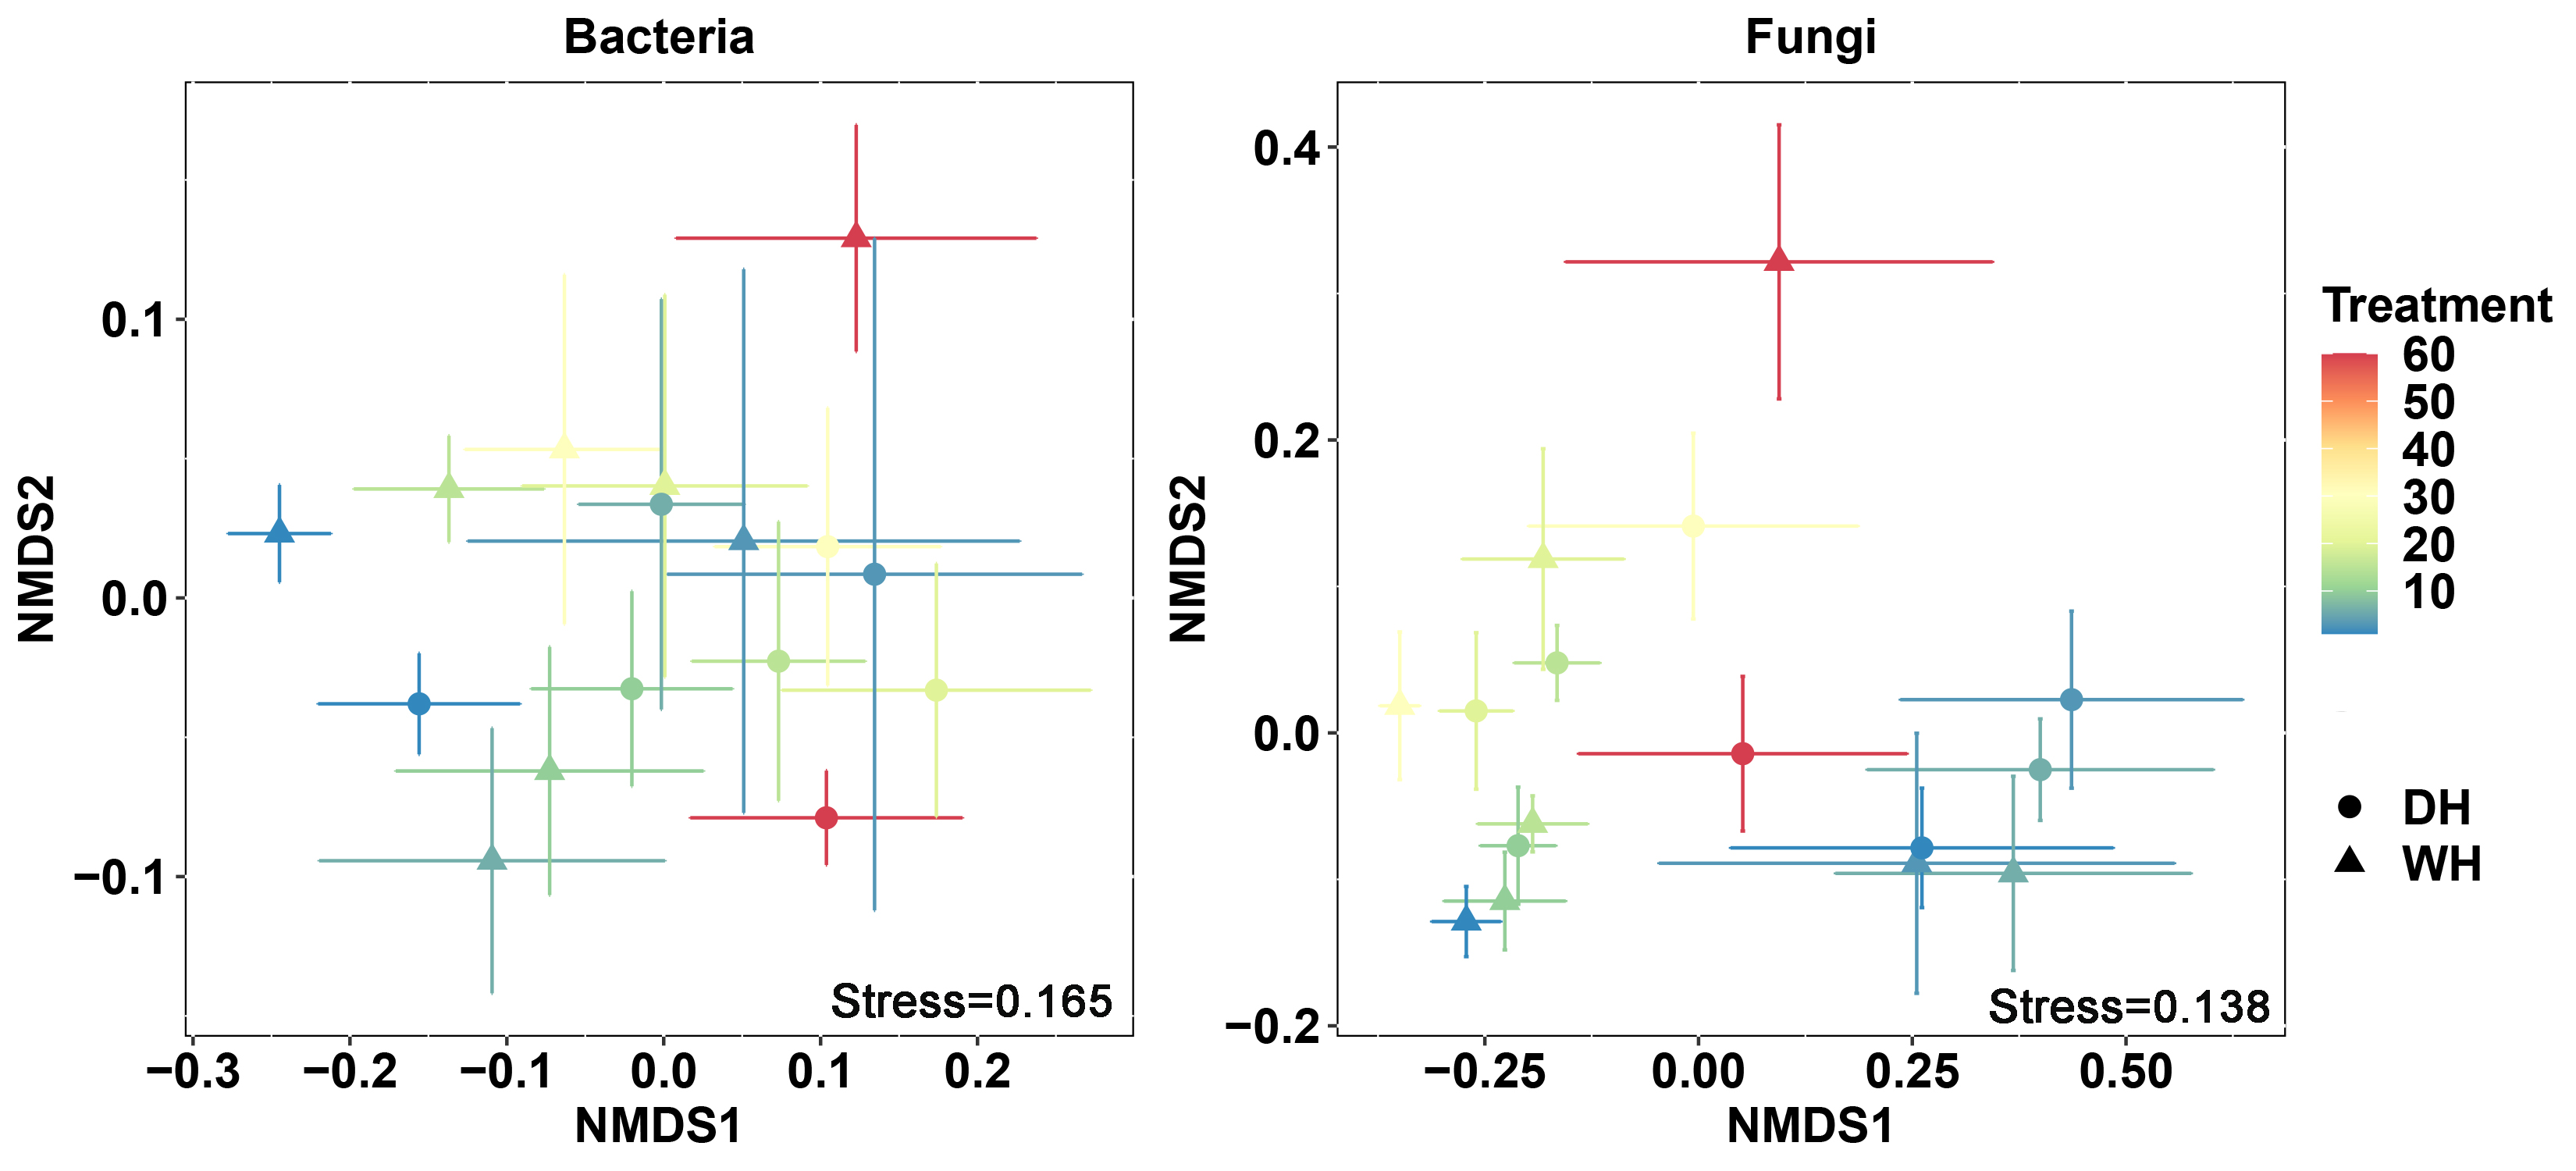 Bacteria
NMDS2
0.1
0.0
−0.1
−0.3 −0.2 −0.1 0.0 0.1 0.2
NMDS1
Stress=0.165
Fungi
NMDS2
0.4
0.2
0.0
−0.2
−0.25 0.00 0.25 0.50
NMDS1
Stress=0.138
Treatment
60
50
40
30
20
10
DH
WH